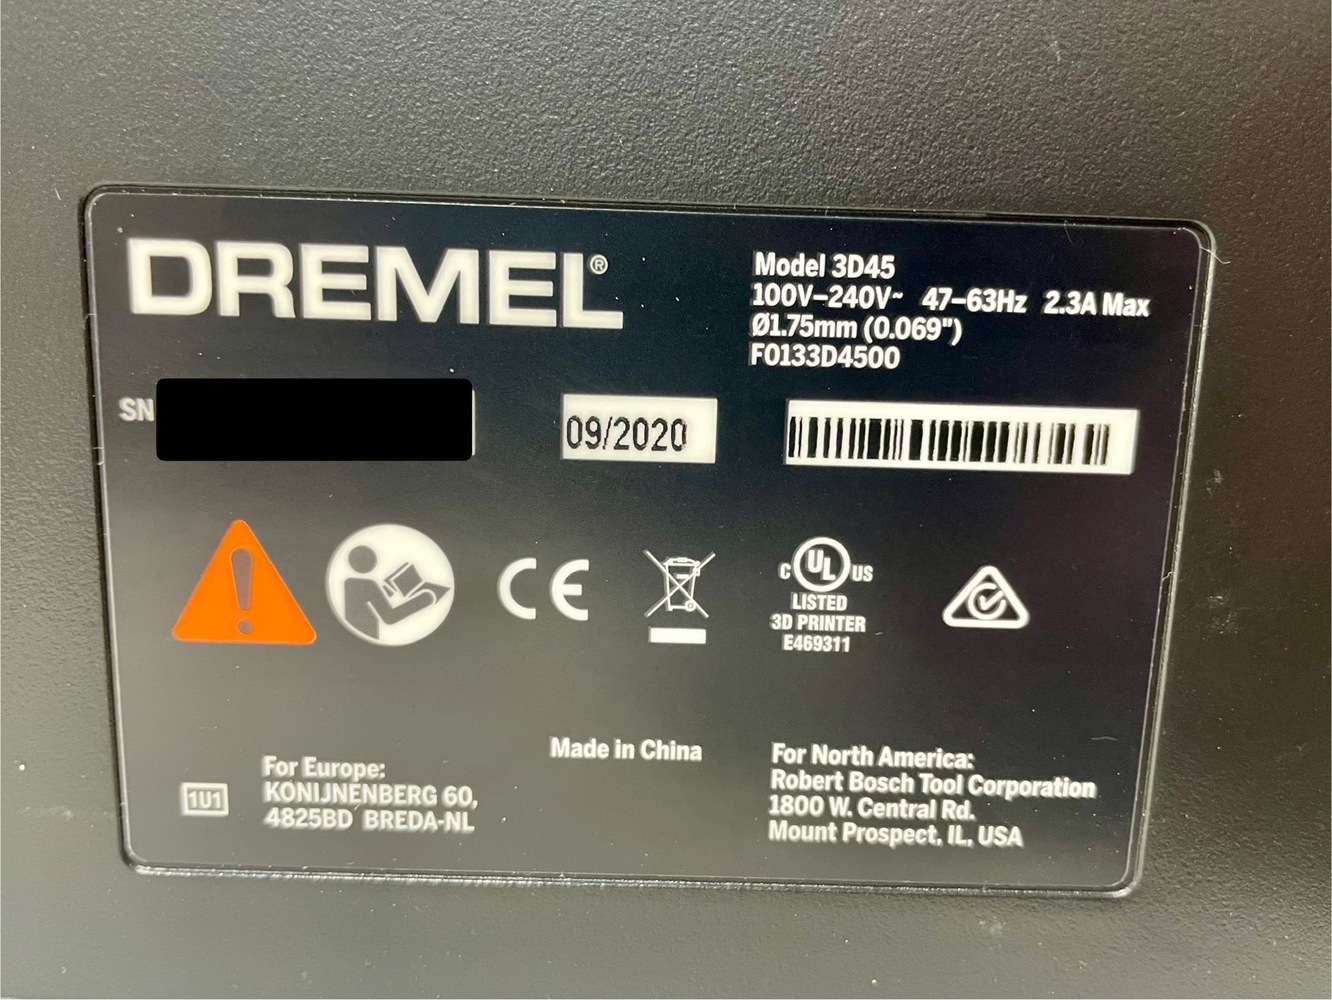 DREMEL®
Model 3D45
100V–240V~ 47–63Hz 2.3A Max
Ø1.75mm (0.069")
F0133D4500
SN
09/2020
CE
C UL US
LISTED
3D PRINTER
E469311
Made in China
1U1
For Europe:
KONIJNENBERG 60,
4825BD BREDA-NL
For North America:
Robert Bosch Tool Corporation
1800 W. Central Rd.
Mount Prospect, IL, USA